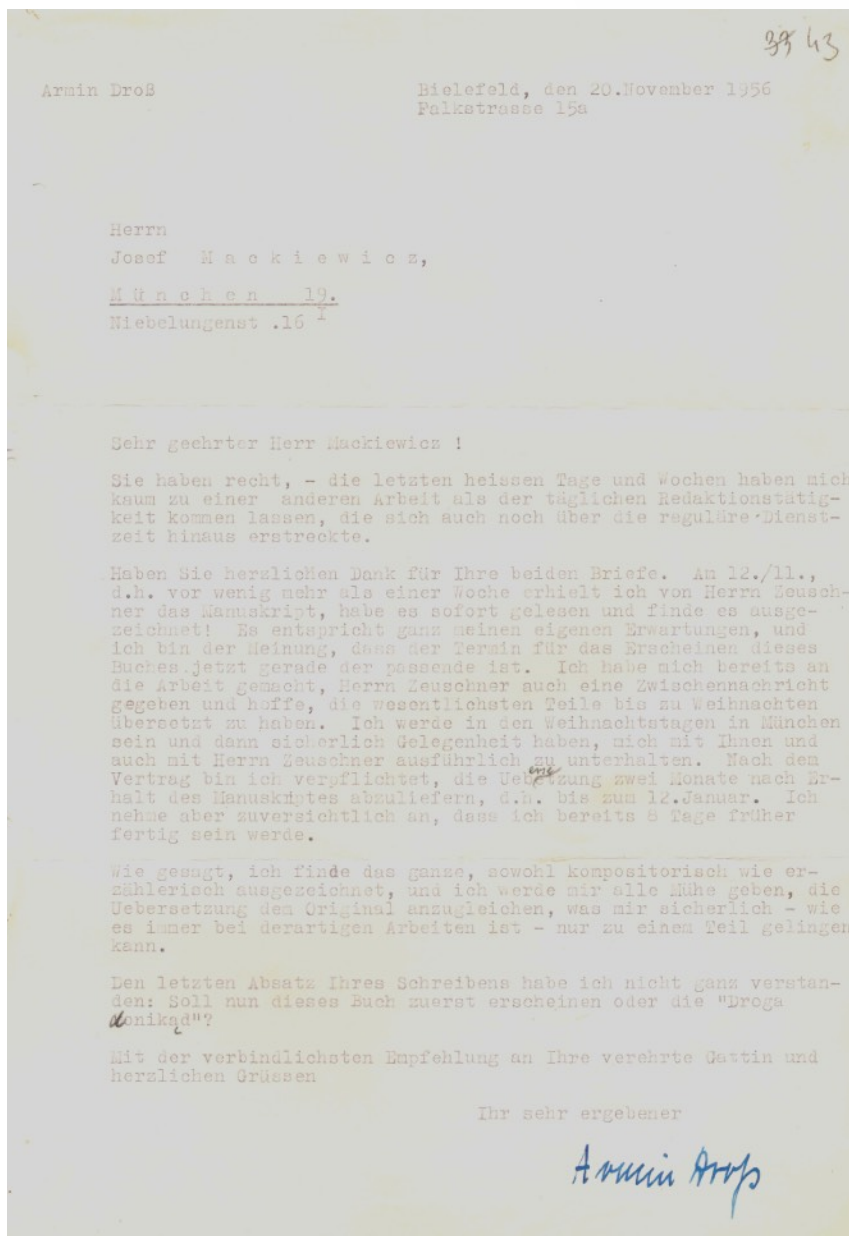 33 43
Armin Droß Bielefeld, den 20.November 1956
Falkstrasse 15a
Herrn
Josef M a c k i e w i c z,
M ü n c h e n 19.
Niebelungenst .16 I
Sehr geehrter Herr Mackiewicz !
Sie haben recht, - die letzten heissen Tage und Wochen haben mich
kaum zu einer anderen Arbeit als der täglichen Redaktionstätig-
keit kommen lassen, die sich auch noch über die reguläre Dienst-
zeit hinaus erstreckte.
Haben Sie herzlichen Dank für Ihre beiden Briefe. Am 12./11.,
d.h. vor wenig mehr als einer Woche erhielt ich von Herrn Zeusch-
ner das Manuskript, habe es sofort gelesen und finde es ausge-
zeichnet! Es entspricht ganz meinen eigenen Erwartungen, und
ich bin der Meinung, dass der Termin für das Erscheinen dieses
Buches jetzt gerade der passende ist. Ich habe mich bereits an
die Arbeit gemacht, Herrn Zeuschner auch eine Zwischennachricht
gegeben und hoffe, die wesentlichsten Teile bis zu Weihnachten
übersetzt zu haben. Ich werde in den Weihnachtstagen in München
sein und dann sicherlich Gelegenheit haben, mich mit Ihnen und
auch mit Herrn Zeuschner ausführlich zu unterhalten. Nach dem
Vertrag bin ich verpflichtet, die Uebersetzung zwei Monate nach Er-
halt des Manuskriptes abzuliefern, d.h. bis zum 12.Januar. Ich
nehme aber zuversichtlich an, dass ich bereits 8 Tage früher
fertig sein werde.
Wie gesagt, ich finde das ganze, sowohl kompositorisch wie er-
zählerisch ausgezeichnet, und ich werde mir alle Mühe geben, die
Uebersetzung dem Original anzugleichen, was mir sicherlich - wie
es immer bei derartigen Arbeiten ist - nur zu einem Teil gelingen
kann.
Den letzten Absatz Ihres Schreibens habe ich nicht ganz verstan-
den: Soll nun dieses Buch zuerst erscheinen oder die "Droga
donikąd"?
Mit der verbindlichsten Empfehlung an Ihre verehrte Gattin und
herzlichen Grüssen
Ihr sehr ergebener
Armin Droß